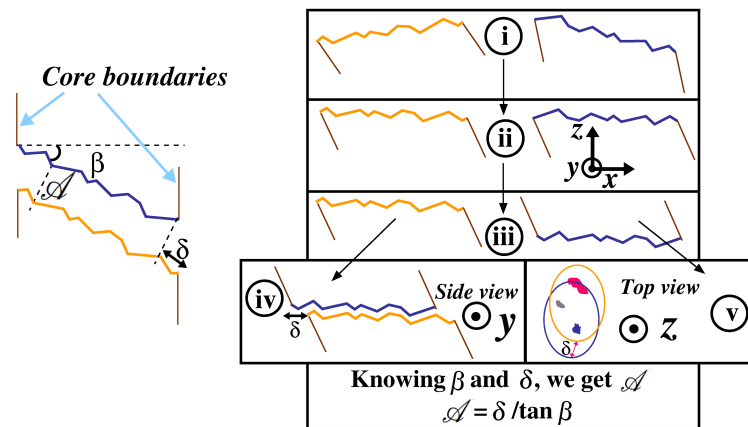 Core boundaries
β
𝒜
δ
i
ii
z
y
x
iii
iv
Side view
y
δ
Top view
z
v
δ
Knowing β and δ, we get 𝒜
𝒜 = δ /tan β